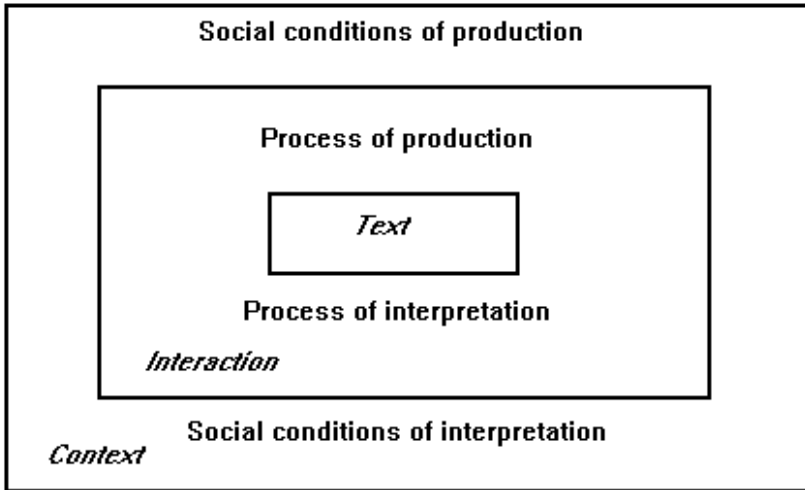 Social conditions of production
Process of production
Text
Process of interpretation
Interaction
Social conditions of interpretation
Context